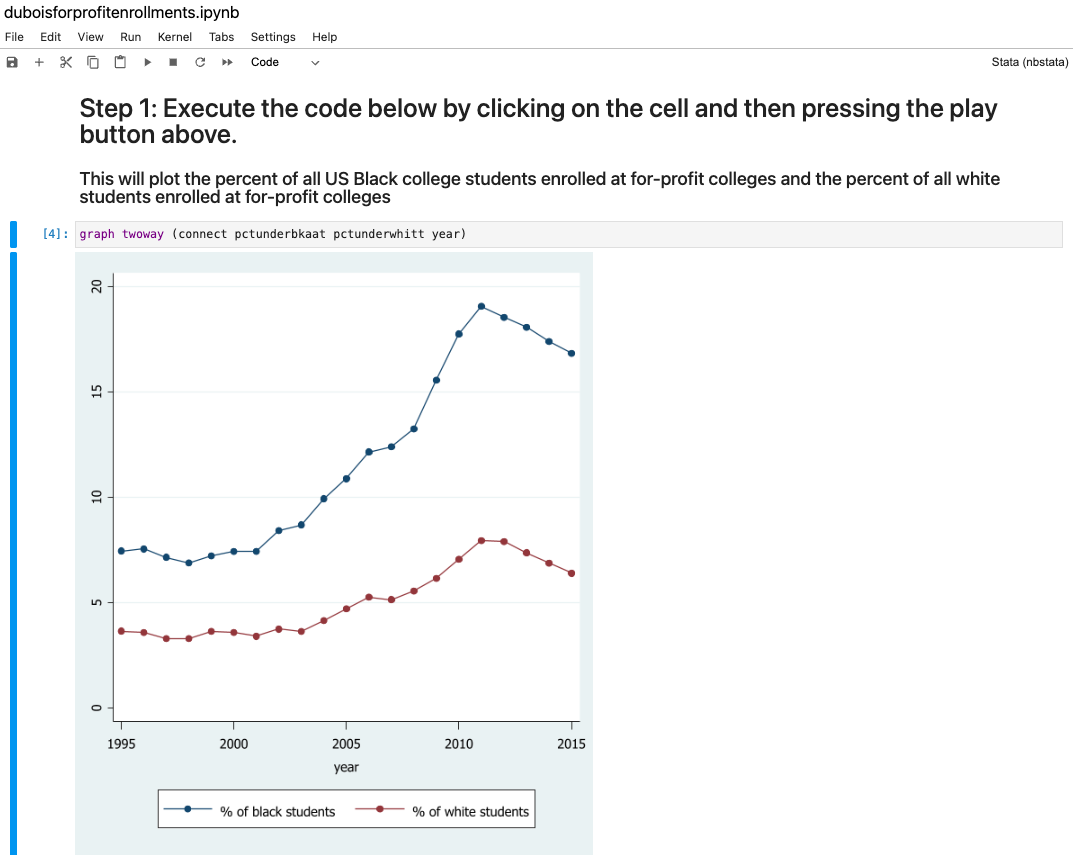 duboisforprofitenrollments.ipynb
File Edit View Run Kernel Tabs Settings Help
Code Stata (nbstata)
Step 1: Execute the code below by clicking on the cell and then pressing the play
button above.
This will plot the percent of all US Black college students enrolled at for-profit colleges and the percent of all white
students enrolled at for-profit colleges
[4]: graph twoway (connect pctunderbkaat pctunderwhitt year)
20
15
10
5
0
1995 2000 2005 2010 2015
year
% of black students % of white students